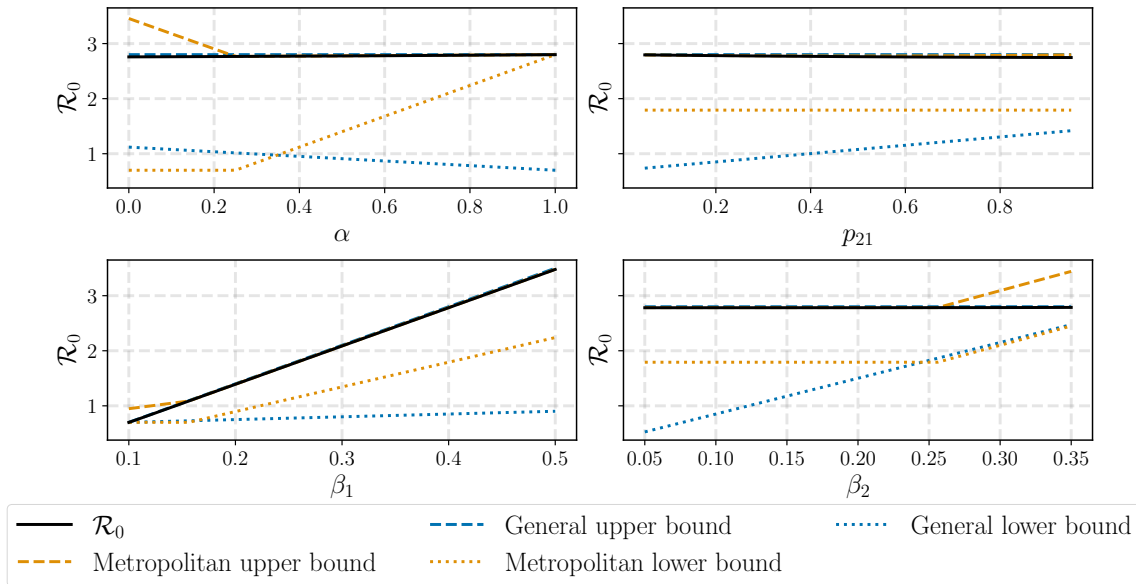 3
2
1
R₀
0.0 0.2 0.4 0.6 0.8 1.0
α
R₀
0.2 0.4 0.6 0.8
p₂₁
3
2
1
R₀
0.1 0.2 0.3 0.4 0.5
β₁
R₀
0.05 0.10 0.15 0.20 0.25 0.30 0.35
β₂
R₀ General upper bound General lower bound
Metropolitan upper bound Metropolitan lower bound